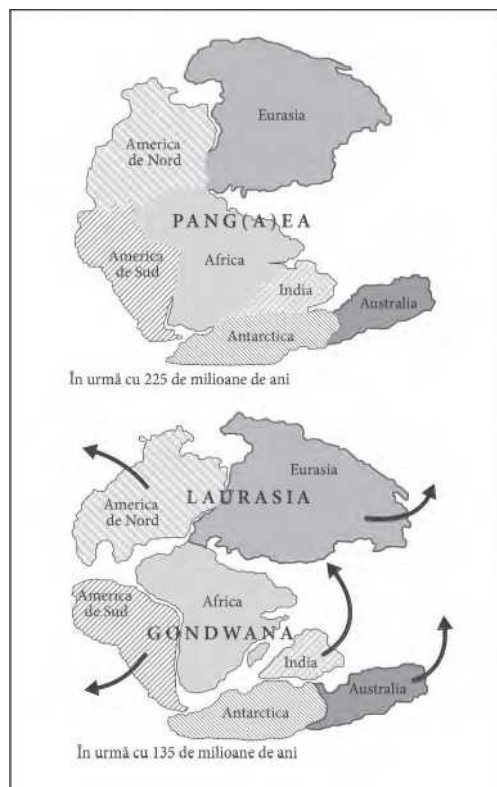 Eurasia
America
de Nord
PANG(A)EA
America
de Sud
Africa
India
Australia
Antarctica
În urmă cu 225 de milioane de ani
Eurasia
America
de Nord
LAURASIA
America
de Sud
Africa
GONDWANA
India
Australia
Antarctica
În urmă cu 135 de milioane de ani